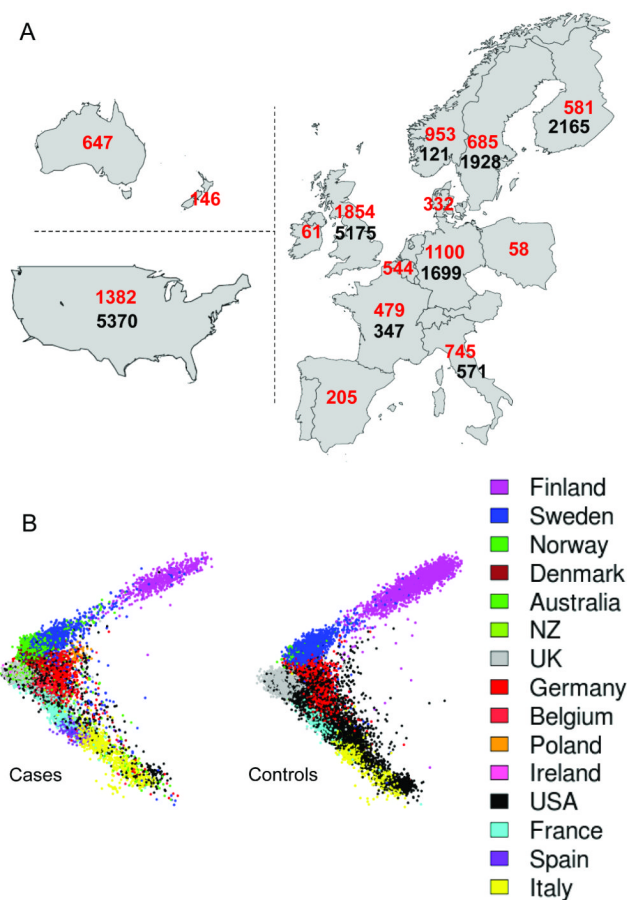 A
647
146
1382
5370
953
121
685
1928
581
2165
332
61
1854
5175
544
1100
1699
58
479
347
745
571
205
B
Cases
Controls
Finland
Sweden
Norway
Denmark
Australia
NZ
UK
Germany
Belgium
Poland
Ireland
USA
France
Spain
Italy